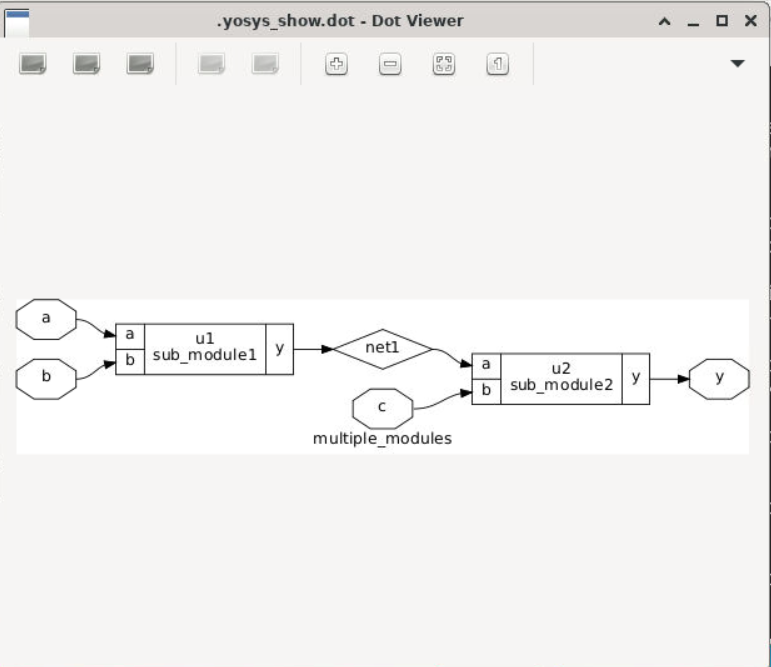 .yosys_show.dot - Dot Viewer
a
b
a
b
u1
sub_module1
y
net1
c
a
b
u2
sub_module2
y
y
multiple_modules